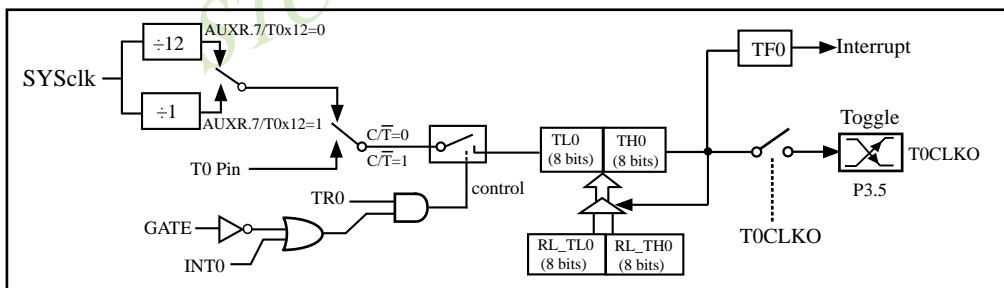 STC
AUXR.7/T0x12=0
÷12
SYSclk
÷1
AUXR.7/T0x12=1
T0 Pin
C/T̅=0
C/T̅=1
control
TR0
GATE
INT0
TL0
(8 bits)
TH0
(8 bits)
RL_TL0
(8 bits)
RL_TH0
(8 bits)
TF0
Interrupt
Toggle
T0CLKO
P3.5
T0CLKO